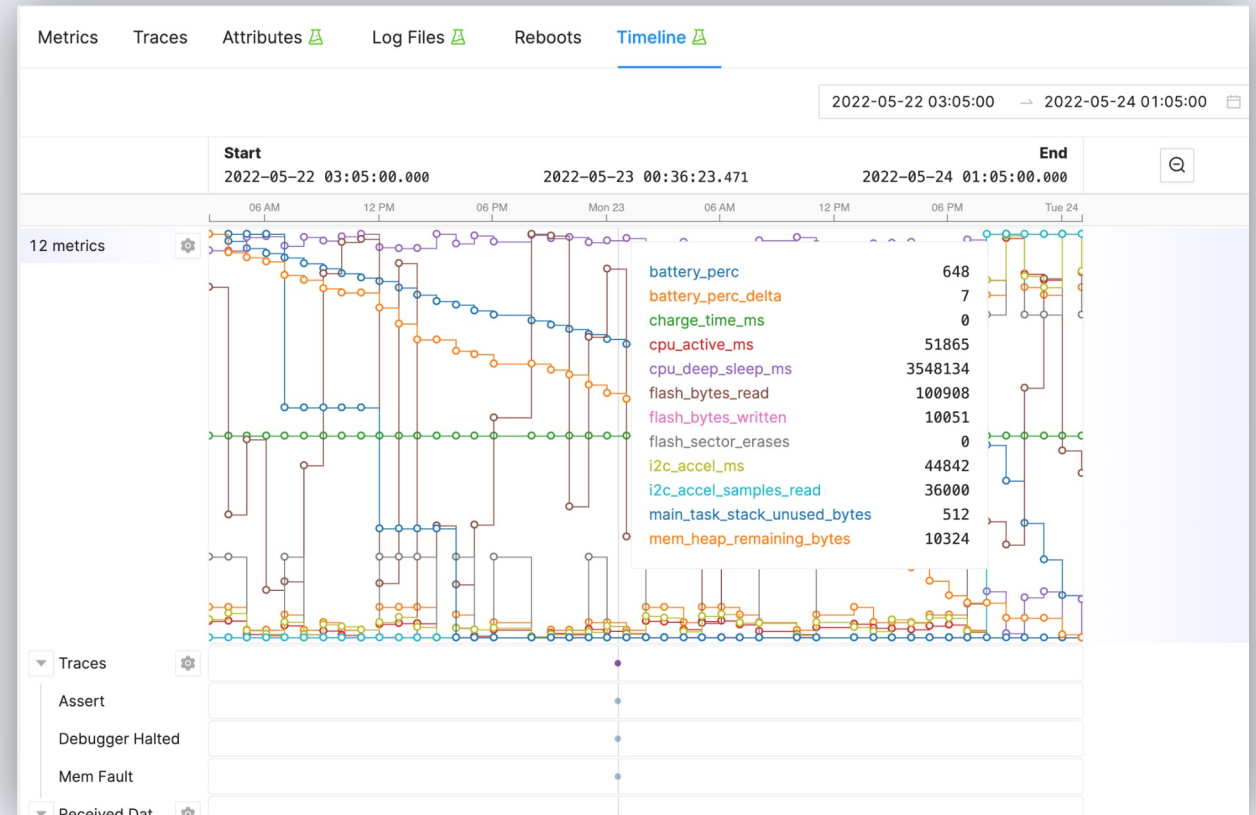 Metrics Traces Attributes Log Files Reboots Timeline
2022-05-22 03:05:00 → 2022-05-24 01:05:00
Start End
2022-05-22 03:05:00.000 2022-05-23 00:36:23.471 2022-05-24 01:05:00.000
06 AM 12 PM 06 PM Mon 23 06 AM 12 PM 06 PM Tue 24
12 metrics
battery_perc 648
battery_perc_delta 7
charge_time_ms 0
cpu_active_ms 51865
cpu_deep_sleep_ms 3548134
flash_bytes_read 100908
flash_bytes_written 10051
flash_sector_erases 0
i2c_accel_ms 44842
i2c_accel_samples_read 36000
main_task_stack_unused_bytes 512
mem_heap_remaining_bytes 10324
Traces
Assert
Debugger Halted
Mem Fault
Received Dat